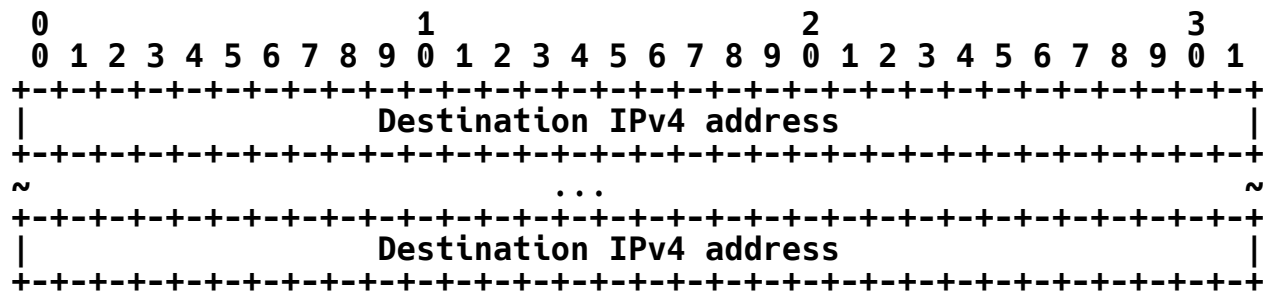 0                   1                   2                   3
 0 1 2 3 4 5 6 7 8 9 0 1 2 3 4 5 6 7 8 9 0 1 2 3 4 5 6 7 8 9 0 1
+-+-+-+-+-+-+-+-+-+-+-+-+-+-+-+-+-+-+-+-+-+-+-+-+-+-+-+-+-+-+-+-+
|                  Destination IPv4 address                     |
+-+-+-+-+-+-+-+-+-+-+-+-+-+-+-+-+-+-+-+-+-+-+-+-+-+-+-+-+-+-+-+-+
~                           ...                                 ~
+-+-+-+-+-+-+-+-+-+-+-+-+-+-+-+-+-+-+-+-+-+-+-+-+-+-+-+-+-+-+-+-+
|                  Destination IPv4 address                     |
+-+-+-+-+-+-+-+-+-+-+-+-+-+-+-+-+-+-+-+-+-+-+-+-+-+-+-+-+-+-+-+-+